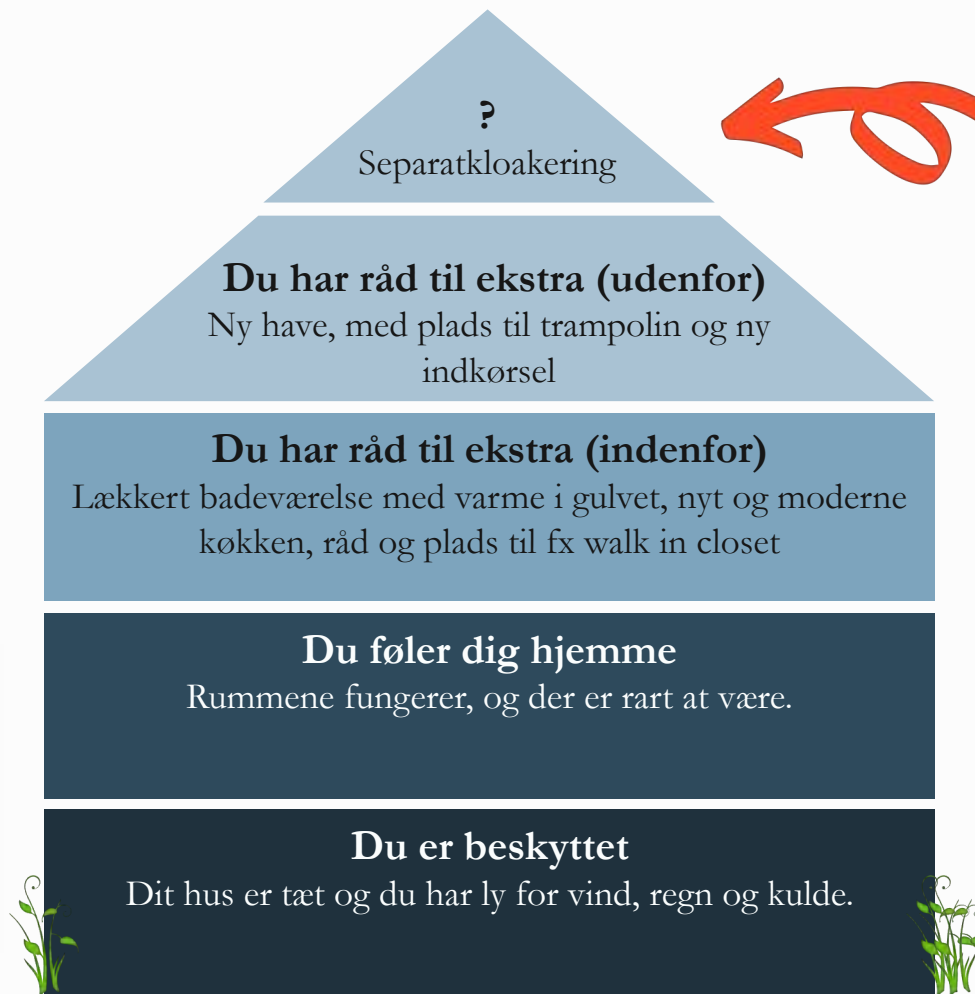 ?
Separatkloakering
Du har råd til ekstra (udenfor)
Ny have, med plads til trampolin og ny
indkørsel
Du har råd til ekstra (indenfor)
Lækkert badeværelse med varme i gulvet, nyt og moderne
køkken, råd og plads til fx walk in closet
Du føler dig hjemme
Rummene fungerer, og der er rart at være.
Du er beskyttet
Dit hus er tæt og du har ly for vind, regn og kulde.